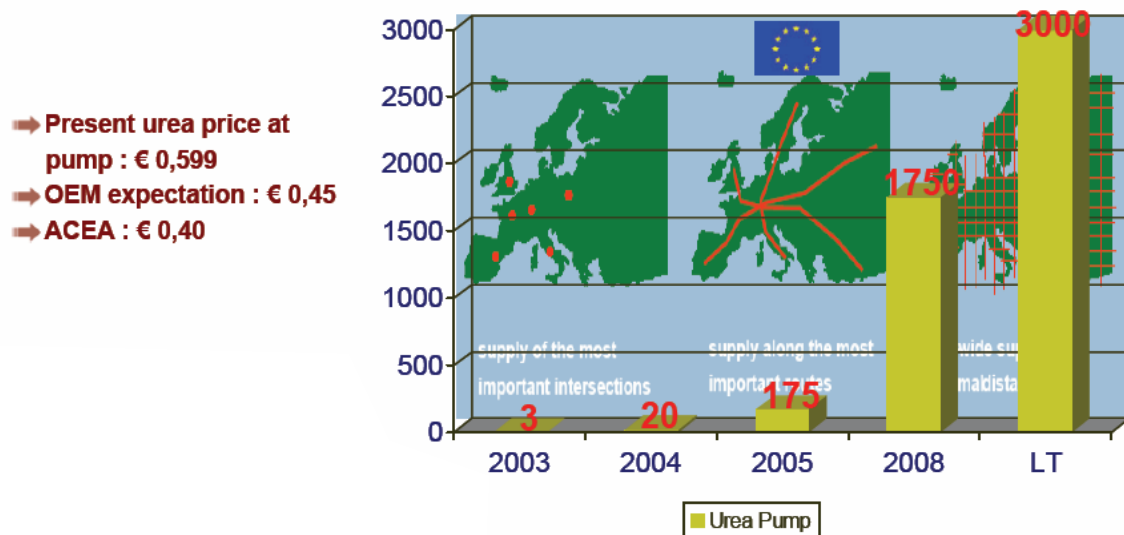 Present urea price at
pump : € 0,599
OEM expectation : € 0,45
ACEA : € 0,40
3000
2500
2000
1500
1000
500
0
3000
1750
supply of the most
important intersections
supply along the most
important routes
wide
175
20
3
2003
2004
2005
2008
LT
Urea Pump